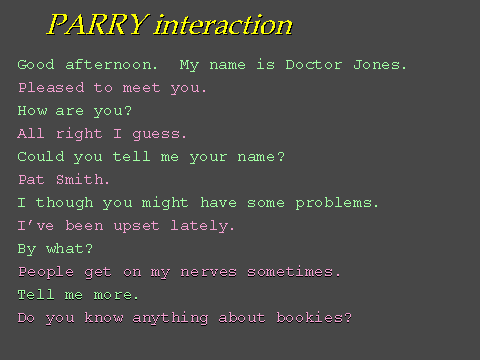 PARRY interaction
Good afternoon.  My name is Doctor Jones.
Pleased to meet you.
How are you?
All right I guess.
Could you tell me your name?
Pat Smith.
I though you might have some problems.
I've been upset lately.
By what?
People get on my nerves sometimes.
Tell me more.
Do you know anything about bookies?